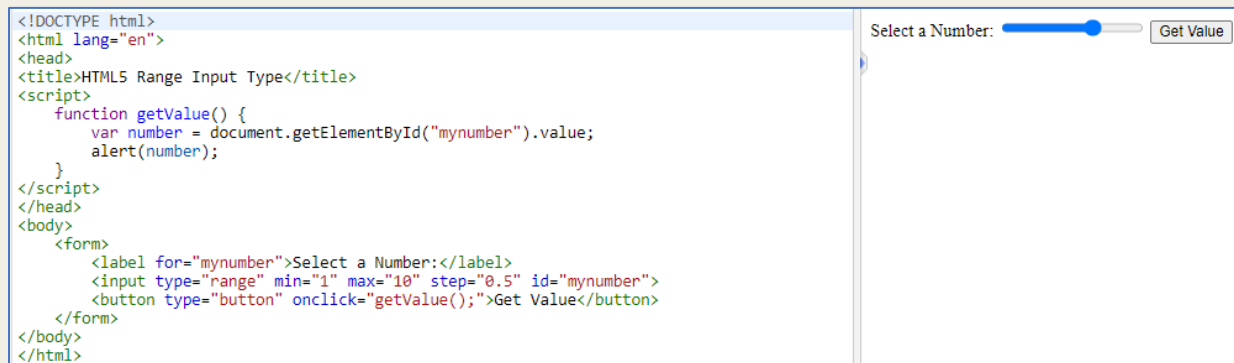 <!DOCTYPE html>
<html lang="en">
<head>
<title>HTML5 Range Input Type</title>
<script>
    function getValue() {
        var number = document.getElementById("mynumber").value;
        alert(number);
    }
</script>
</head>
<body>
    <form>
        <label for="mynumber">Select a Number:</label>
        <input type="range" min="1" max="10" step="0.5" id="mynumber">
        <button type="button" onclick="getValue();">Get Value</button>
    </form>
</body>
</html>
Select a Number: Get Value